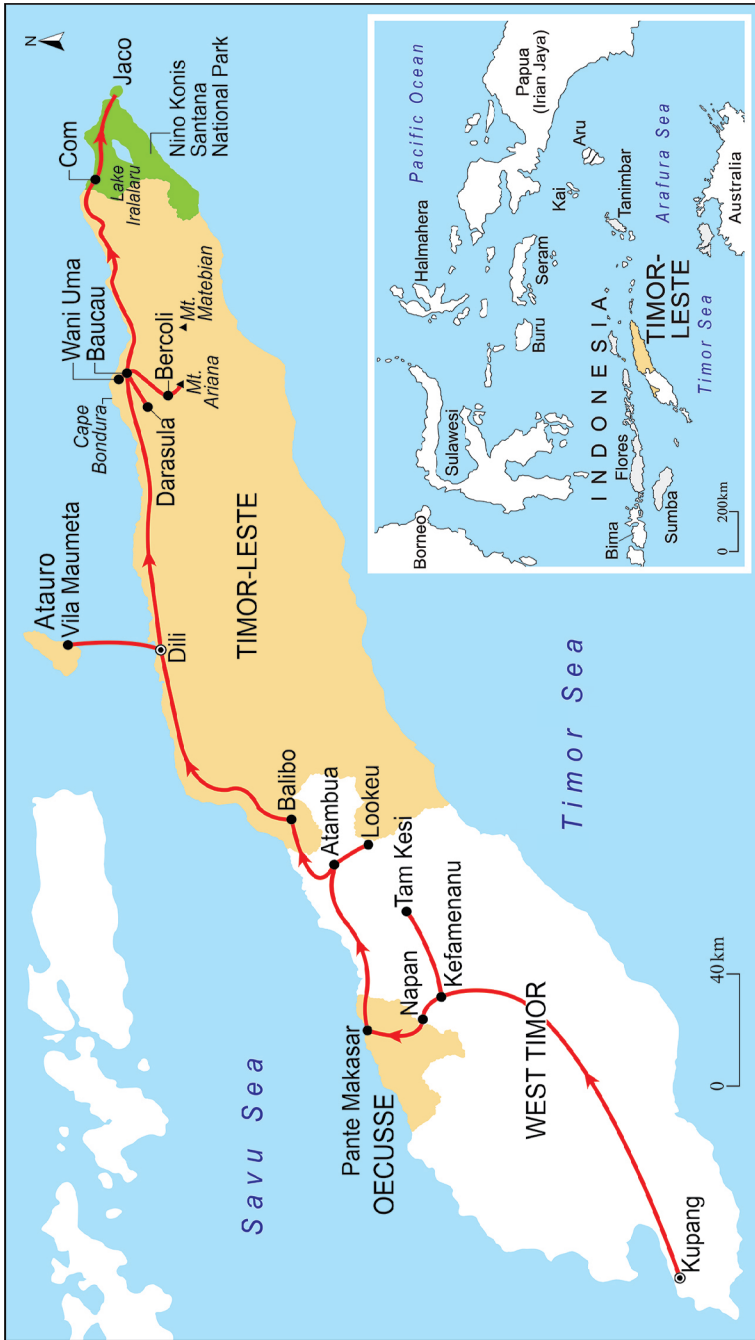 N
Jaco
Com
Lake
Iralalaru
Nino Konis
Santana
National Park
Wani Uma
Baucau
Cape
Bondura
Mt.
Matebian
Bercoli
Mt.
Ariana
Darasula
Atauro
Vila Maumeta
Dili
TIMOR-LESTE
Balibo
Atambua
Lookeu
Tam Kesi
Napan
Kefamenanu
Pante Makasar
OECUSSE
WEST TIMOR
Kupang
Savu Sea
Timor Sea
0
40km
Pacific Ocean
Papua
(Irian Jaya)
Halmahera
Aru
Kai
Tanimbar
Arafura Sea
Australia
Seram
Buru
Sulawesi
Borneo
INDONESIA
TIMOR-
LESTE
Timor Sea
Flores
Bima
Sumba
0
200km